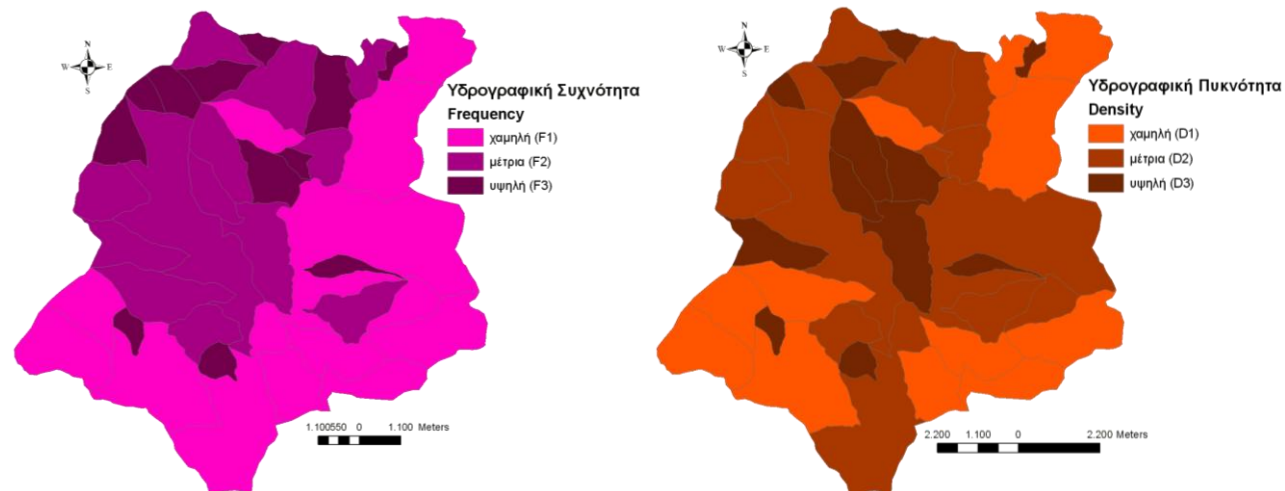 N
W E
S
Υδρογραφική Συχνότητα
Frequency
χαμηλή (F1)
μέτρια (F2)
υψηλή (F3)
1.100550 0 1.100 Meters
N
W E
S
Υδρογραφική Πυκνότητα
Density
χαμηλή (D1)
μέτρια (D2)
υψηλή (D3)
2.200 1.100 0 2.200 Meters